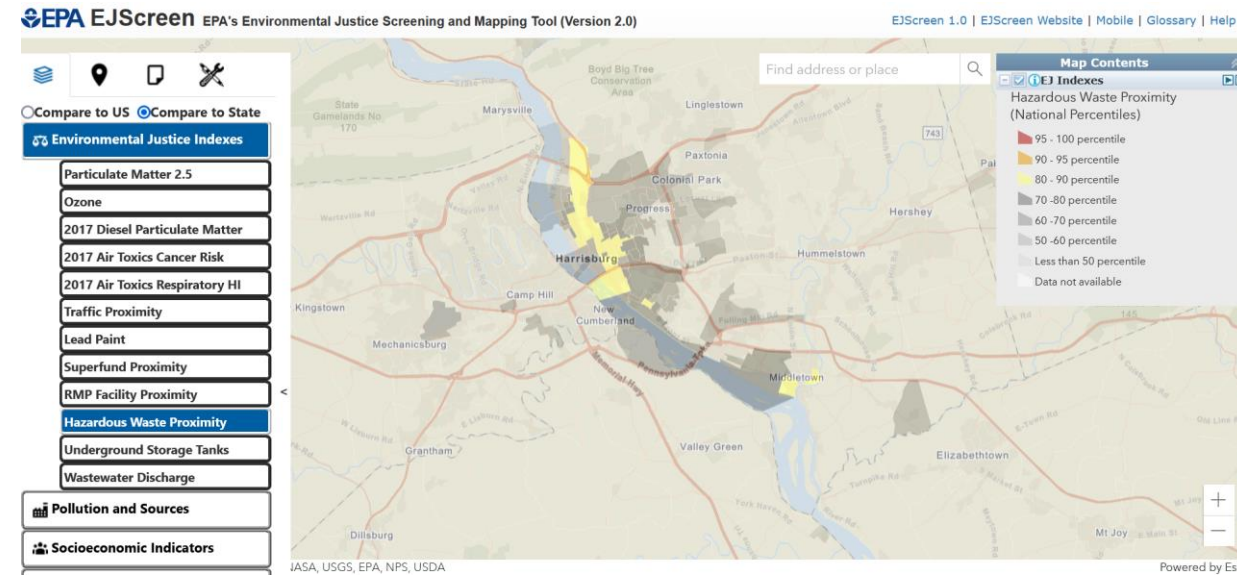 EPA EJScreen EPA's Environmental Justice Screening and Mapping Tool (Version 2.0)
EJScreen 1.0 | EJScreen Website | Mobile | Glossary | Help
Compare to US Compare to State
Environmental Justice Indexes
Particulate Matter 2.5
Ozone
2017 Diesel Particulate Matter
2017 Air Toxics Cancer Risk
2017 Air Toxics Respiratory HI
Traffic Proximity
Lead Paint
Superfund Proximity
RMP Facility Proximity
Hazardous Waste Proximity
Underground Storage Tanks
Wastewater Discharge
Pollution and Sources
Socioeconomic Indicators
<
Find address or place
Map Contents
EJ Indexes
Hazardous Waste Proximity
(National Percentiles)
95 - 100 percentile
90 - 95 percentile
80 - 90 percentile
70 -80 percentile
60 -70 percentile
50 -60 percentile
Less than 50 percentile
Data not available
Boyd Big Tree
Conservation
Area
State
Gamelands No.
170
Marysville
Linglestown
743
Paxtonia
Colonial Park
Progress
Wertzville Rd
Hershey
Harrisburg
Hummelstown
Camp Hill
Kingstown
New
Cumberland
Mechanicsburg
Memorial Hwy
Pennsylvania Tpke
Middletown
Valley Green
Grantham
Elizabethtown
Dillsburg
Mt Joy
+
−
NASA, USGS, EPA, NPS, USDA
Powered by Es